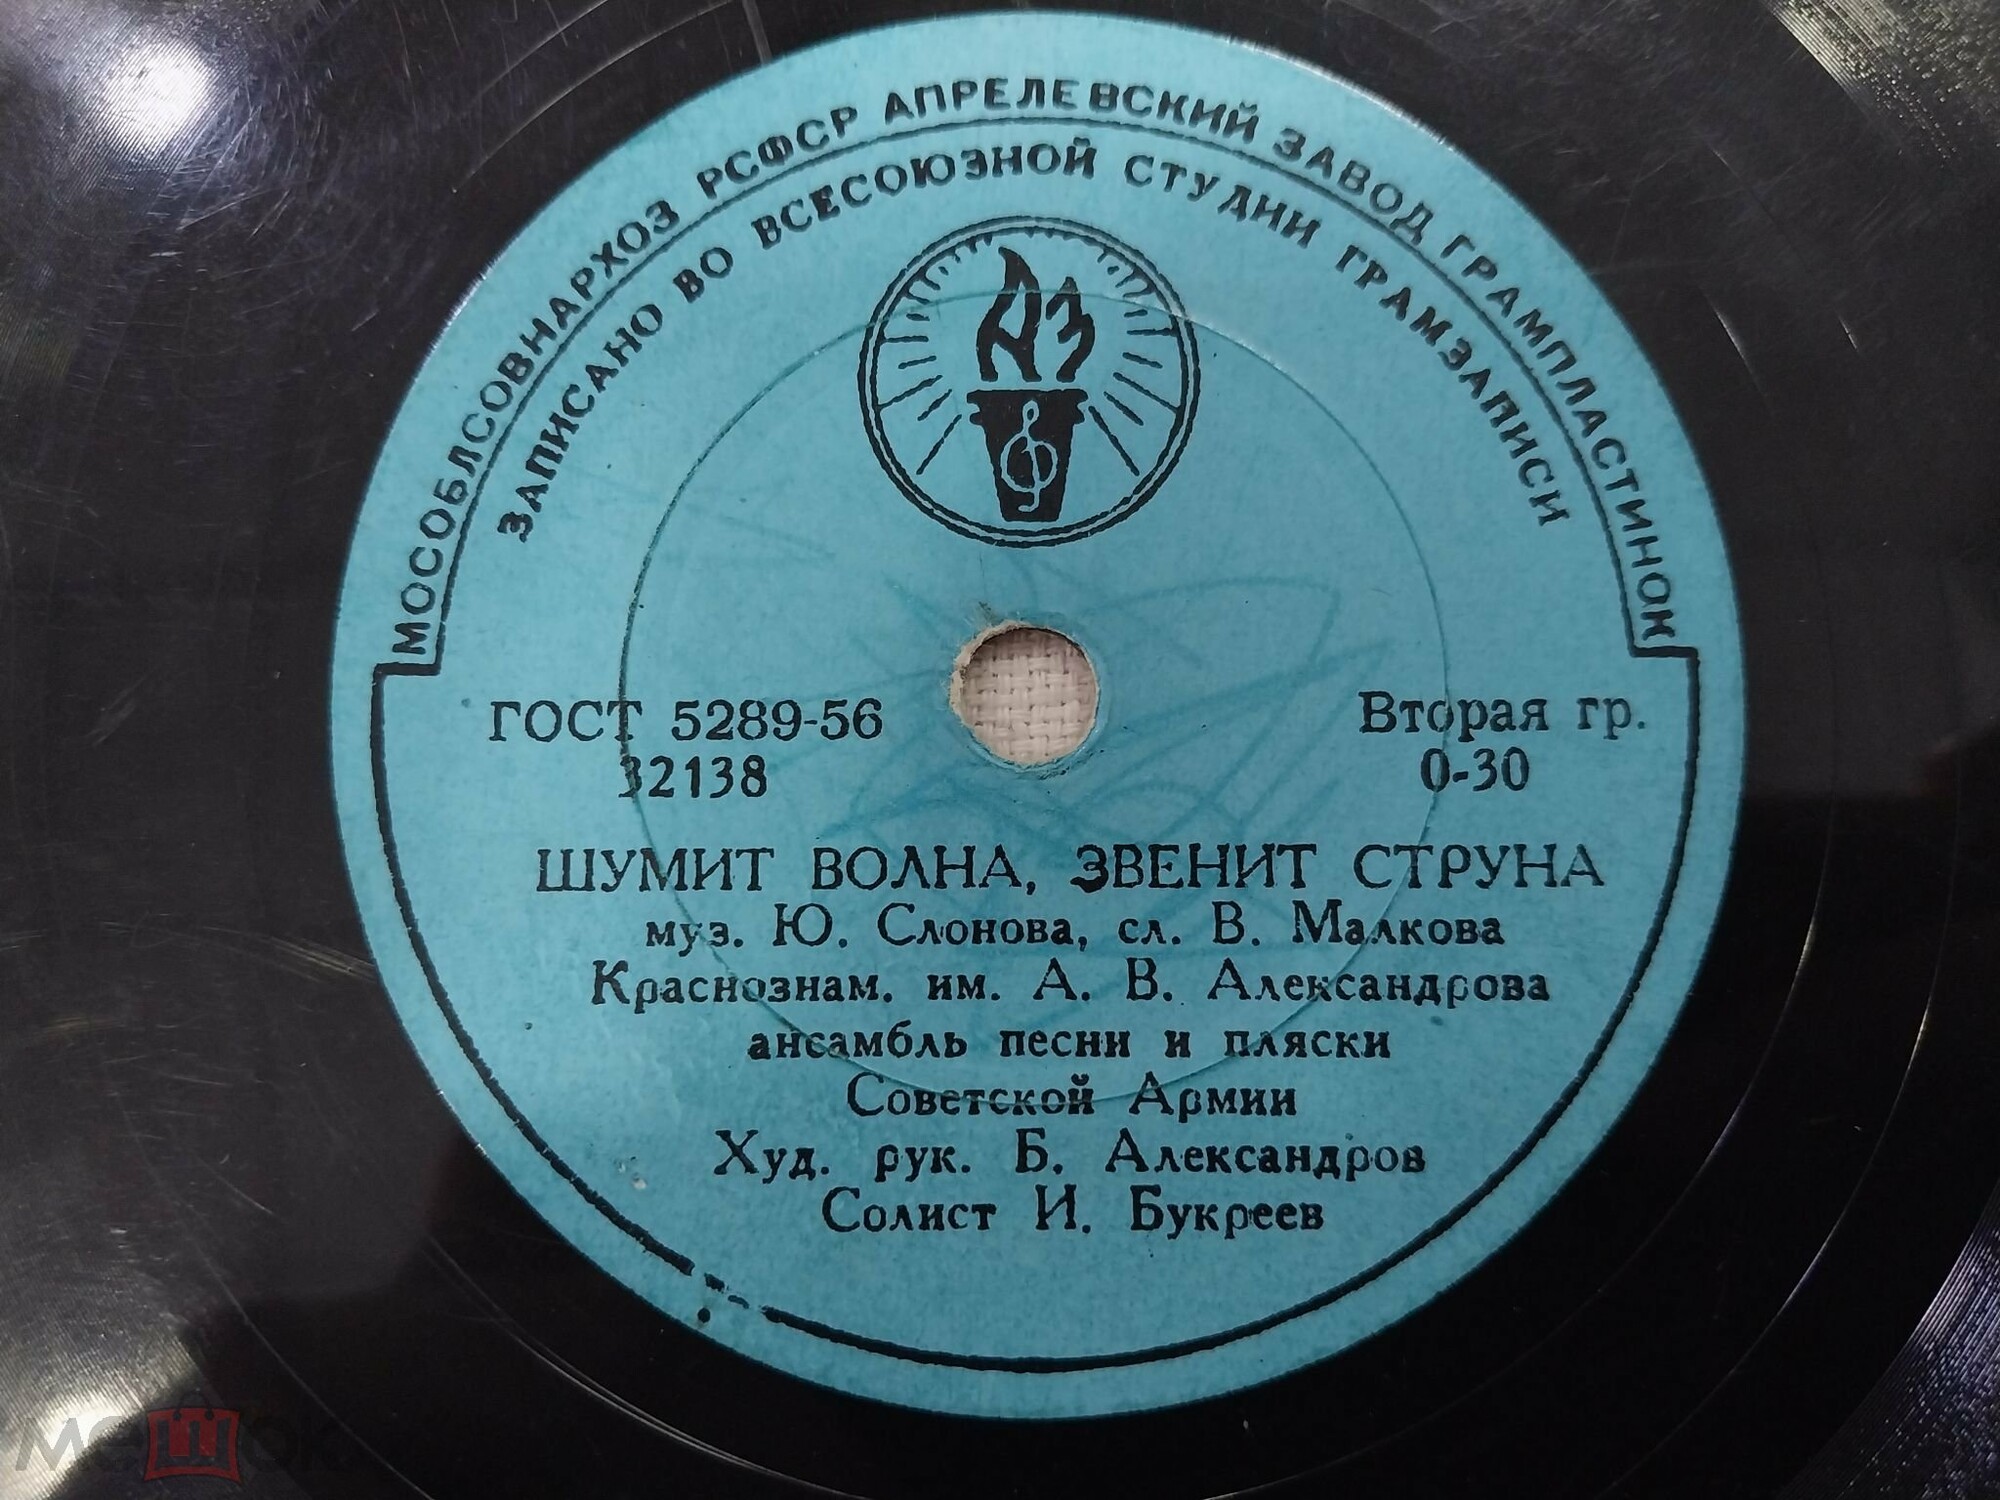 МОСОБЛСОВНАРХОЗ РСФСР АПРЕЛЕВСКИЙ ЗАВОД ГРАМПЛАСТИНОК
ЗАПИСАНО ВО ВСЕСОЮЗНОЙ СТУДИИ ГРАМЗАПИСИ
АЗ
ГОСТ 5289-56
Вторая гр.
32138
0-30
ШУМИТ ВОЛНА, ЗВЕНИТ СТРУНА
муз. Ю. Слонова, сл. В. Малкова
Краснознам. им. А. В. Александрова
ансамбль песни и пляски
Советской Армии
Худ. рук. Б. Александров
Солист И. Букреев
мешок